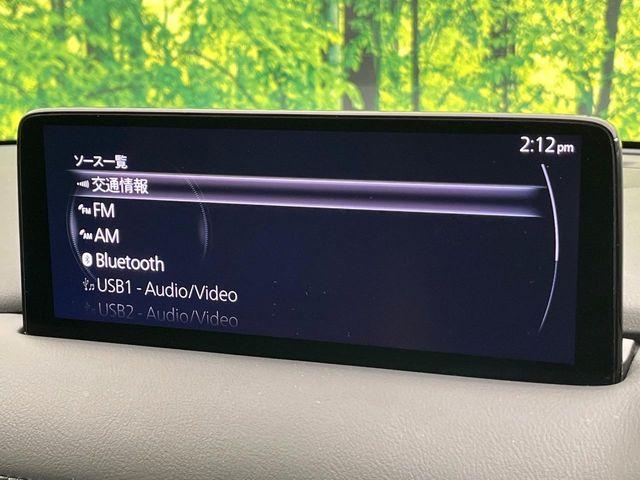 2:12pm
ソース一覧
交通情報
FM
AM
Bluetooth
USB1 - Audio/Video
USB2 - Audio/Video